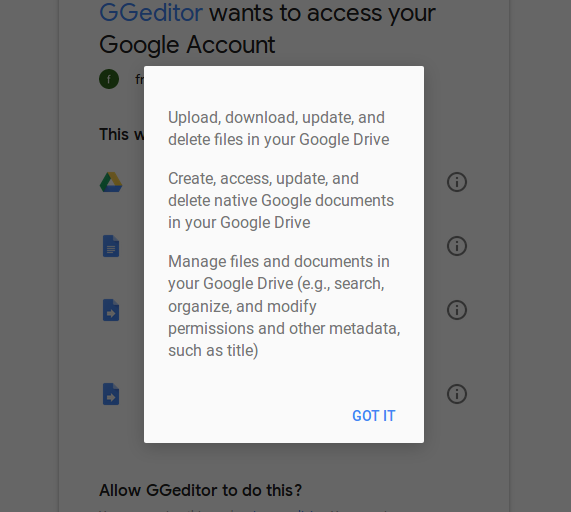 GGeditor wants to access your
Google Account
f
fr
This w
Upload, download, update, and
delete files in your Google Drive
Create, access, update, and
delete native Google documents
in your Google Drive
Manage files and documents in
your Google Drive (e.g., search,
organize, and modify
permissions and other metadata,
such as title)
GOT IT
Allow GGeditor to do this?